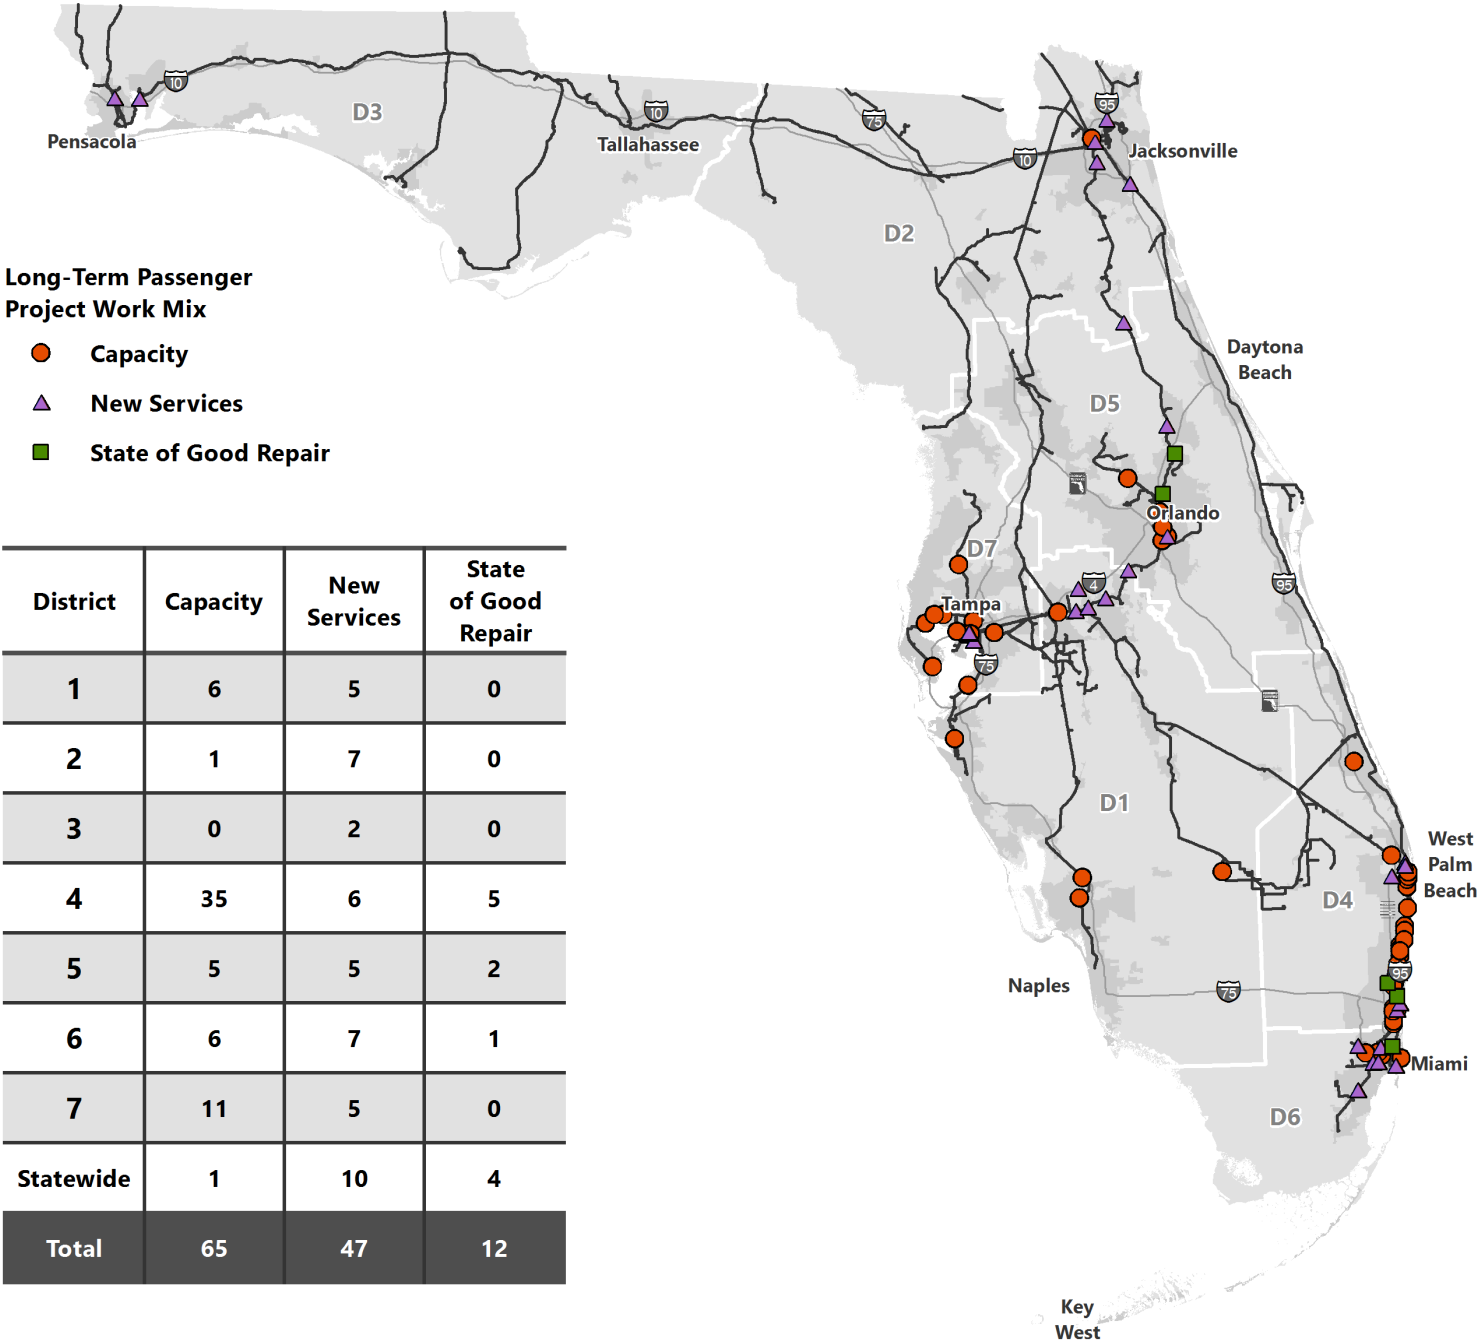 10
D3
Pensacola
10
Tallahassee
75
10
95
Jacksonville
D2
Long-Term Passenger
Project Work Mix
Capacity
New Services
State of Good Repair
Daytona
Beach
D5
Orlando
D7
4
95
Tampa
75
D1
West
Palm
Beach
D4
95
Naples
75
Miami
D6
Key
West
District Capacity New Services State of Good Repair
1 6 5 0
2 1 7 0
3 0 2 0
4 35 6 5
5 5 5 2
6 6 7 1
7 11 5 0
Statewide 1 10 4
Total 65 47 12